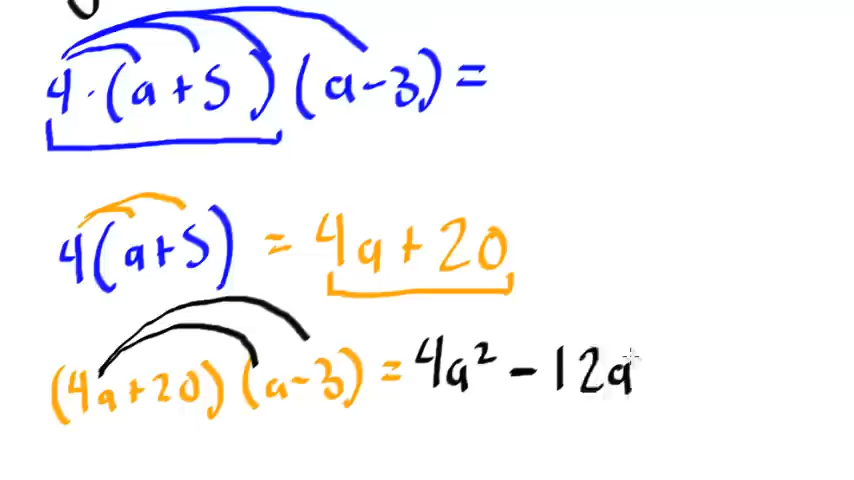 4·(a+5)(a-3)=
4(a+5) = 4a+20
(4a+20)(a-3) = 4a² - 12a